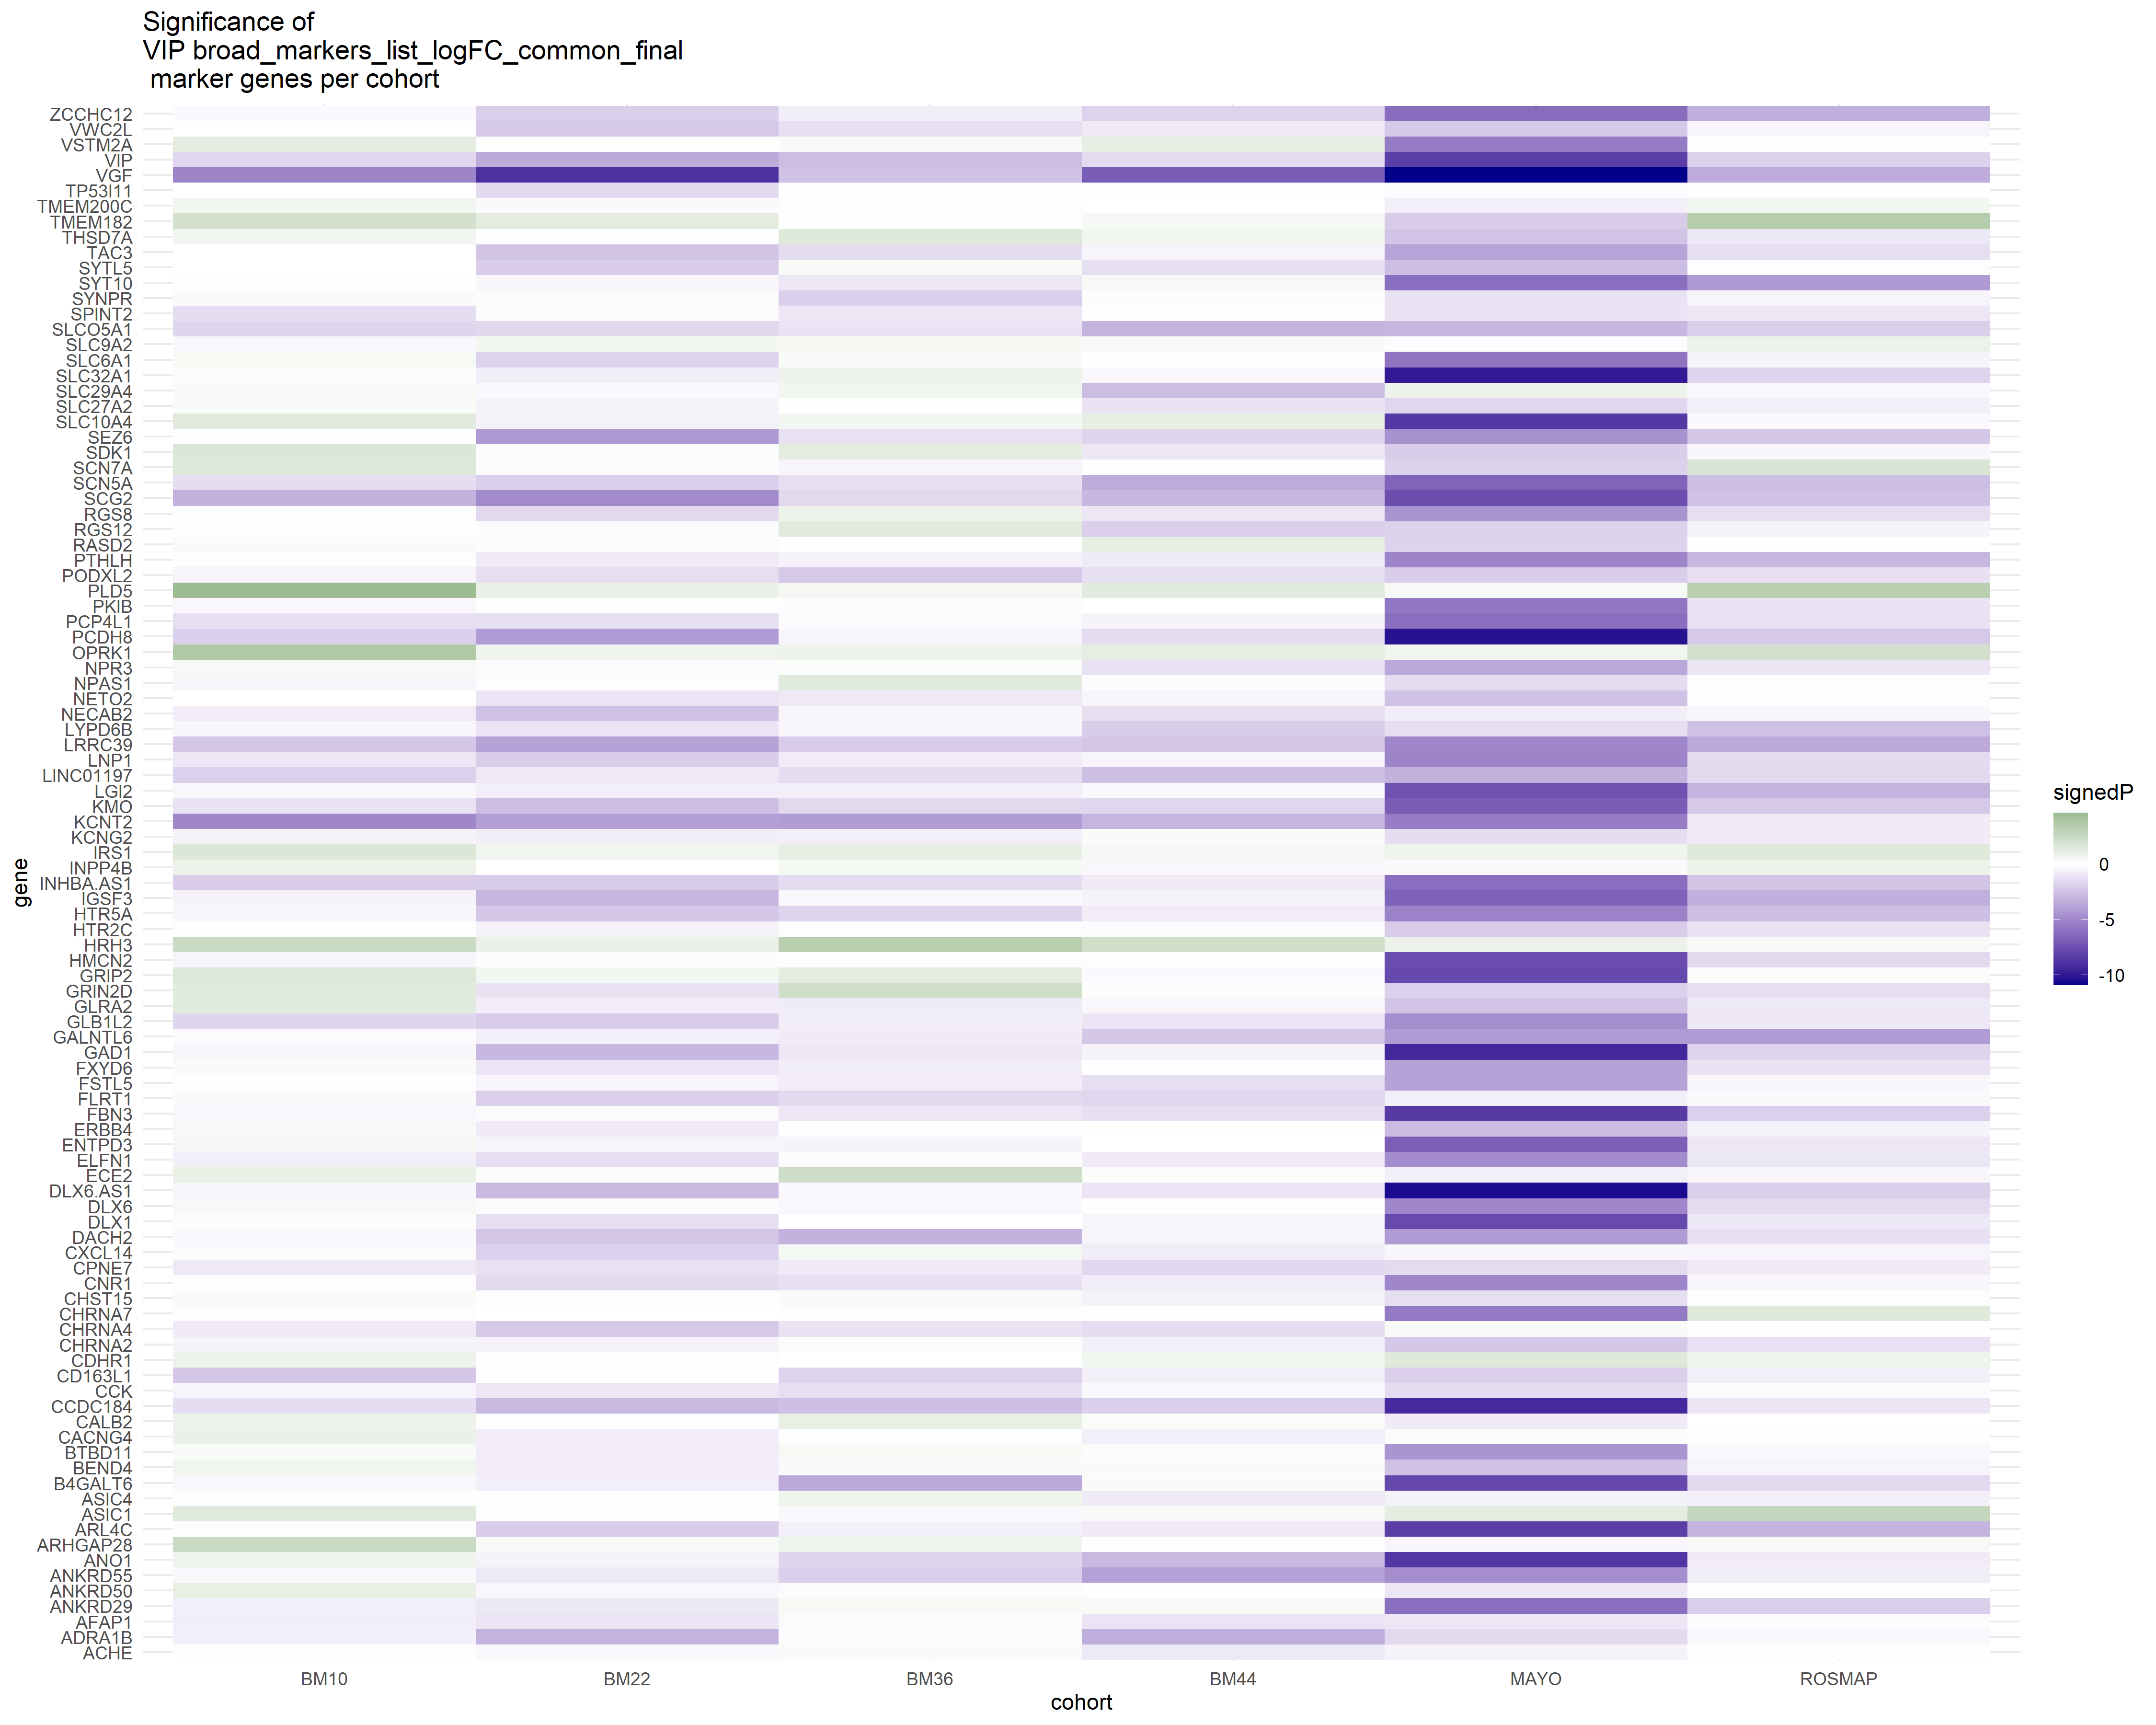 Significance of
VIP broad_markers_list_logFC_common_final
marker genes per cohort
ZCCHC12
VWC2L
VSTM2A
VIP
VGF
TP53I11
TMEM200C
TMEM182
THSD7A
TAC3
SYTL5
SYT10
SYNPR
SPINT2
SLCO5A1
SLC9A2
SLC6A1
SLC32A1
SLC29A4
SLC27A2
SLC10A4
SEZ6
SDK1
SCN7A
SCN5A
SCG2
RGS8
RGS12
RASD2
PTHLH
PODXL2
PLD5
PKIB
PCP4L1
PCDH8
OPRK1
NPR3
NPAS1
NETO2
NECAB2
LYPD6B
LRRC39
LNP1
LINC01197
LGI2
KMO
KCNT2
KCNG2
IRS1
INPP4B
INHBA.AS1
IGSF3
HTR5A
HTR2C
HRH3
HMCN2
GRIP2
GRIN2D
GLRA2
GLB1L2
GALNTL6
GAD1
FXYD6
FSTL5
FLRT1
FBN3
ERBB4
ENTPD3
ELFN1
ECE2
DLX6.AS1
DLX6
DLX1
DACH2
CXCL14
CPNE7
CNR1
CHST15
CHRNA7
CHRNA4
CHRNA2
CDHR1
CD163L1
CCK
CCDC184
CALB2
CACNG4
BTBD11
BEND4
B4GALT6
ASIC4
ASIC1
ARL4C
ARHGAP28
ANO1
ANKRD55
ANKRD50
ANKRD29
AFAP1
ADRA1B
ACHE
gene
BM10 BM22 BM36 BM44 MAYO ROSMAP
cohort
signedP
0
-5
-10